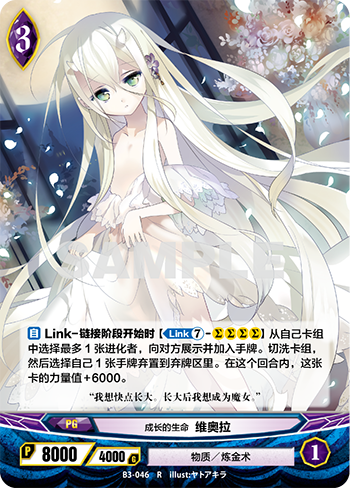 3
SAMPLE
自 Link-链接阶段开始时【Link⑦-ΣΣΣΣ】从自己卡组
中选择最多1张进化者，向对方展示并加入手牌。切洗卡组，
然后选择自己1张手牌弃置到弃牌区里。在这个回合内，这张
卡的力量值+6000。
“我想快点长大。长大后我想成为魔女。”
PG 成长的生命 维奥拉
P 8000 / 4000 G 物质／炼金术 1
B3-046 R illust:ヤトアキラ